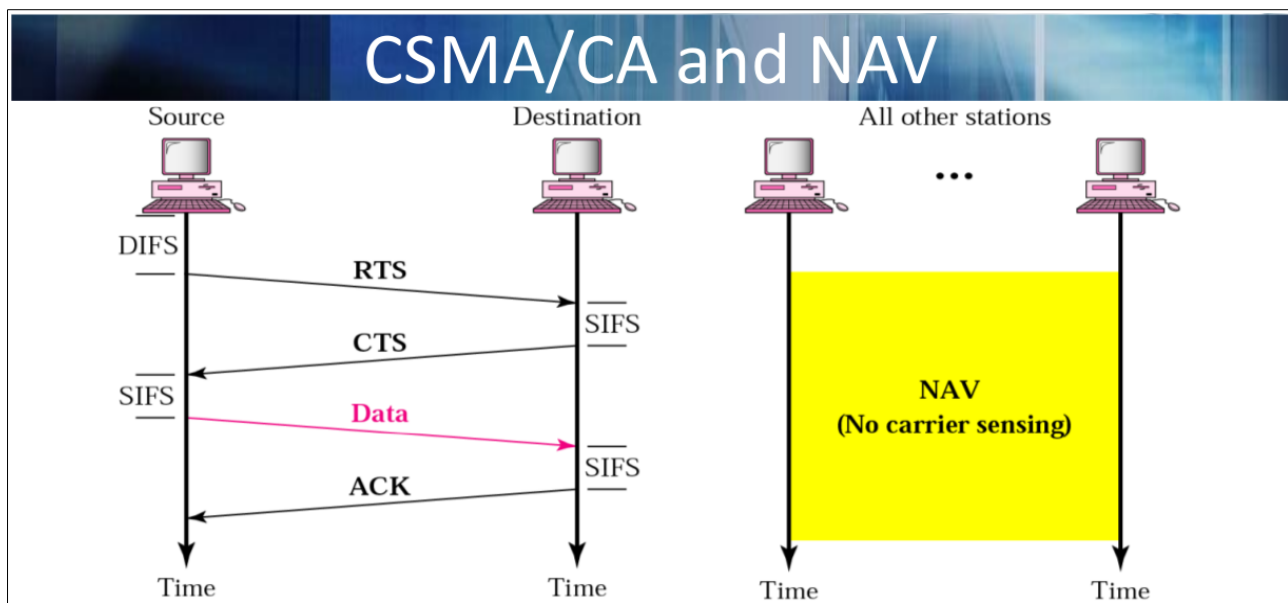 CSMA/CA and NAV
Source
Destination
All other stations
...
DIFS
RTS
SIFS
CTS
SIFS
Data
SIFS
ACK
NAV
(No carrier sensing)
Time
Time
Time
Time